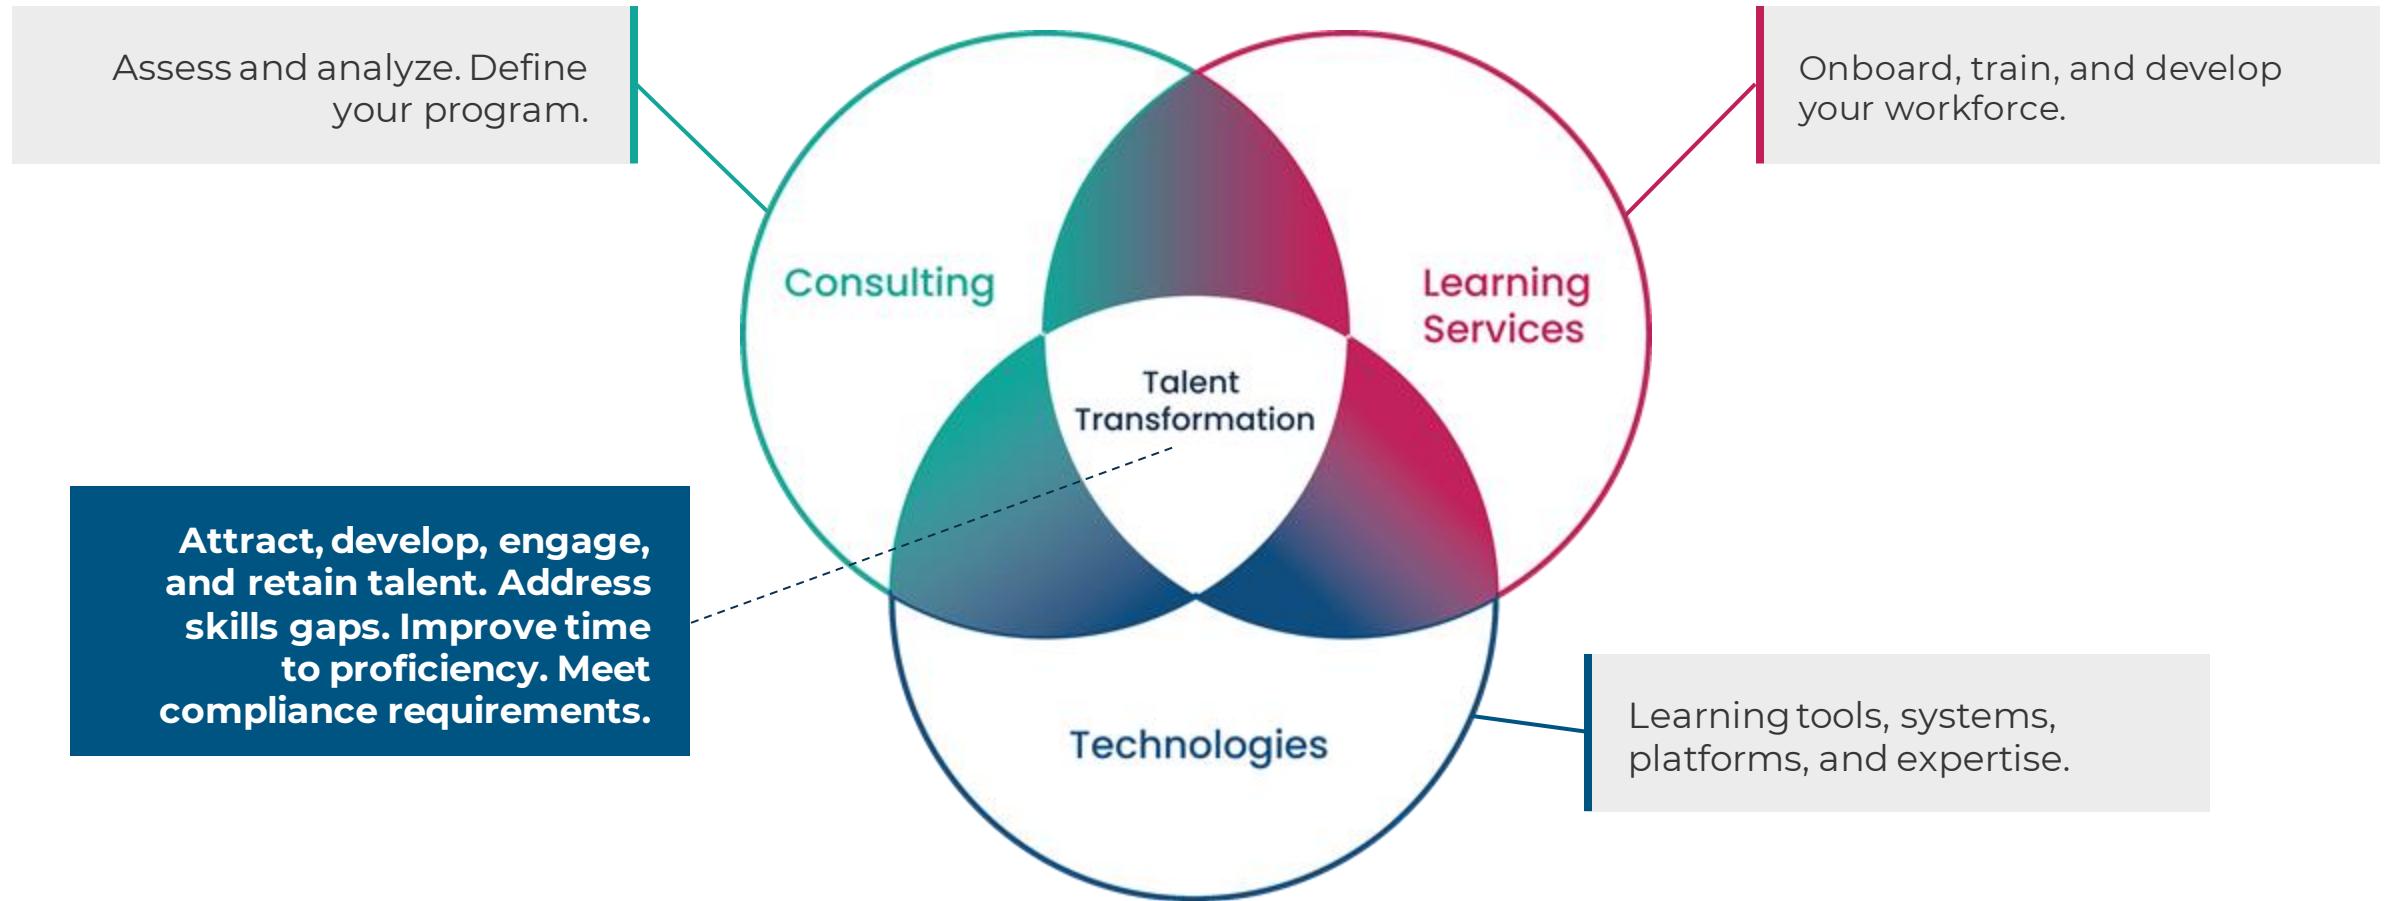 Assess and analyze. Define
your program.
Onboard, train, and develop
your workforce.
Consulting
Learning
Services
Talent
Transformation
Attract, develop, engage,
and retain talent. Address
skills gaps. Improve time
to proficiency. Meet
compliance requirements.
Technologies
Learning tools, systems,
platforms, and expertise.